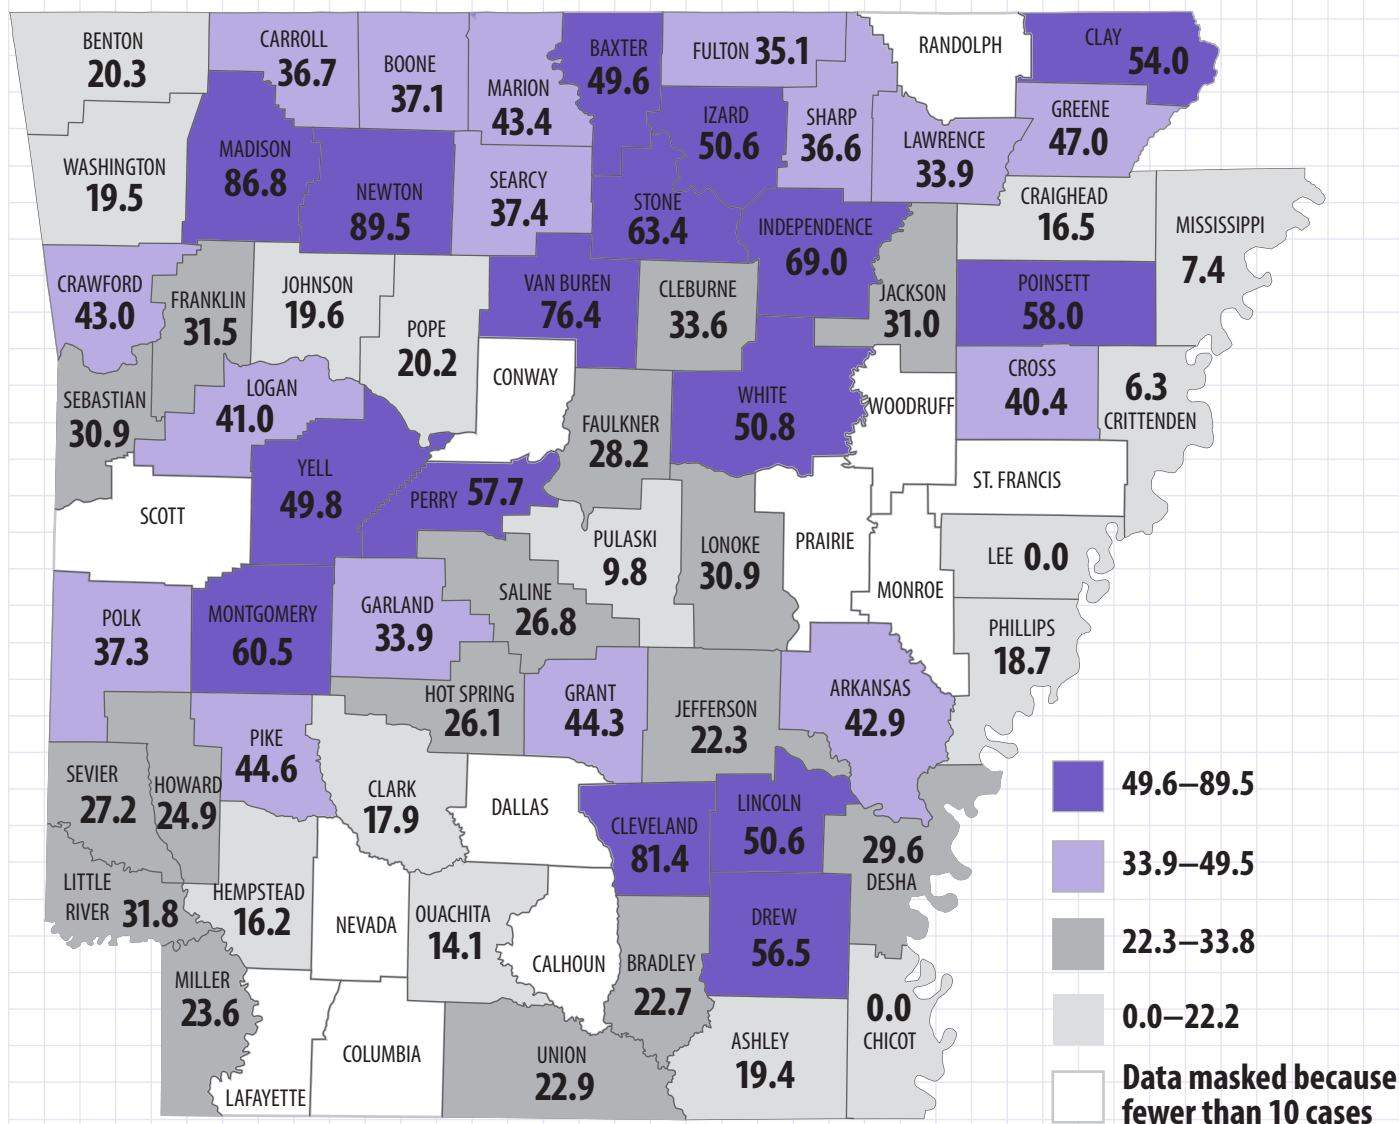 BENTON
20.3
CARROLL
36.7
BOONE
37.1
MARION
43.4
BAXTER
49.6
FULTON 35.1
RANDOLPH
CLAY
54.0
WASHINGTON
19.5
MADISON
86.8
NEWTON
89.5
SEARCY
37.4
STONE
63.4
IZARD
50.6
SHARP
36.6
LAWRENCE
33.9
GREENE
47.0
INDEPENDENCE
69.0
CRAIGHEAD
16.5
MISSISSIPPI
7.4
CRAWFORD
43.0
FRANKLIN
31.5
JOHNSON
19.6
POPE
20.2
VAN BUREN
76.4
CLEBURNE
33.6
JACKSON
31.0
POINSETT
58.0
SEBASTIAN
30.9
LOGAN
41.0
CONWAY
FAULKNER
28.2
WHITE
50.8
WOODRUFF
CROSS
40.4
6.3
CRITTENDEN
SCOTT
YELL
49.8
PERRY 57.7
PULASKI
9.8
LONOKE
30.9
PRAIRIE
MONROE
ST. FRANCIS
LEE 0.0
POLK
37.3
MONTGOMERY
60.5
GARLAND
33.9
SALINE
26.8
PHILLIPS
18.7
HOT SPRING
26.1
GRANT
44.3
JEFFERSON
22.3
ARKANSAS
42.9
SEVIER
27.2
HOWARD
24.9
PIKE
44.6
CLARK
17.9
DALLAS
CLEVELAND
81.4
LINCOLN
50.6
29.6
DESHA
LITTLE
RIVER 31.8
HEMPSTEAD
16.2
NEVADA
OUACHITA
14.1
CALHOUN
BRADLEY
22.7
DREW
56.5
MILLER
23.6
LAFAYETTE
COLUMBIA
UNION
22.9
ASHLEY
19.4
0.0
CHICOT
49.6–89.5
33.9–49.5
22.3–33.8
0.0–22.2
Data masked because
fewer than 10 cases